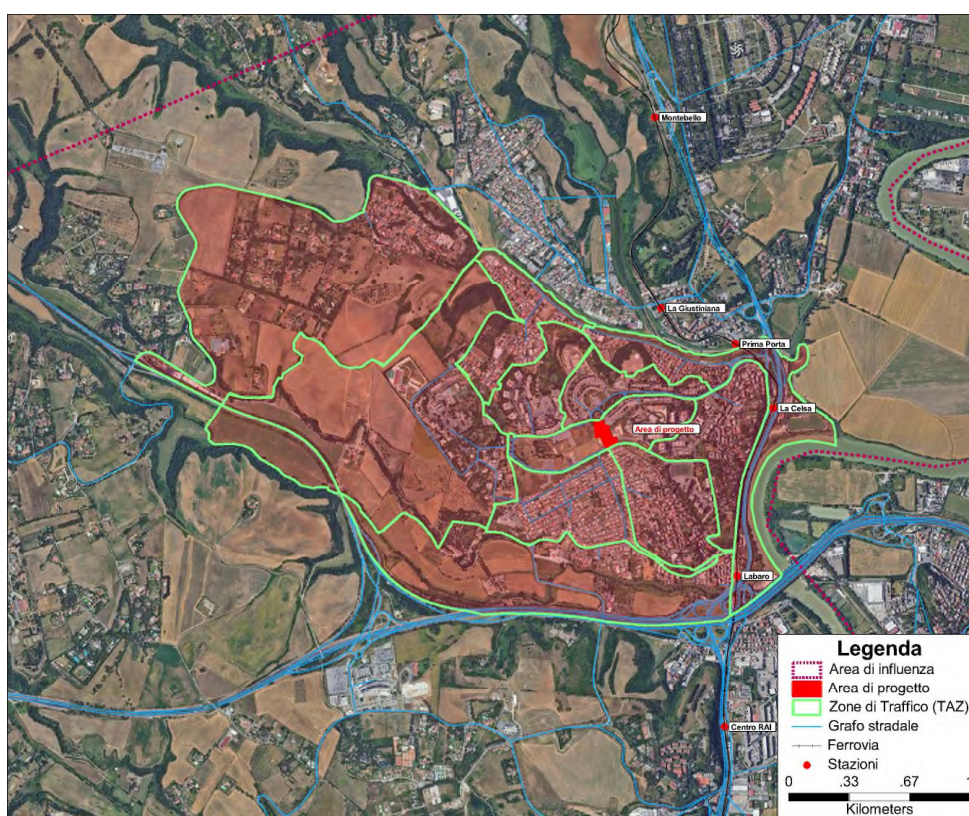 Montebello
La Giustiniana
Prima Porta
La Celsa
Area di progetto
Labaro
Centro RAI
Legenda
Area di influenza
Area di progetto
Zone di Traffico (TAZ)
Grafo stradale
Ferrovia
Stazioni
0 .33 .67 1
Kilometers